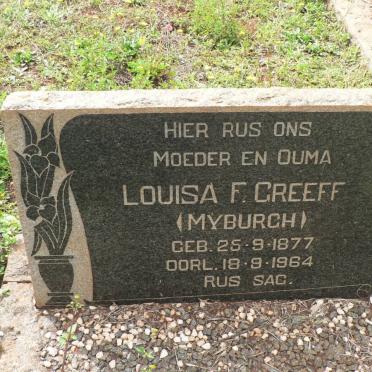 HIER RUS ONS
MOEDER EN OUMA
LOUISA F. GREEFF
(MYBURGH)
GEB. 25-9-1877
OORL. 18-9-1964
RUS SAG.